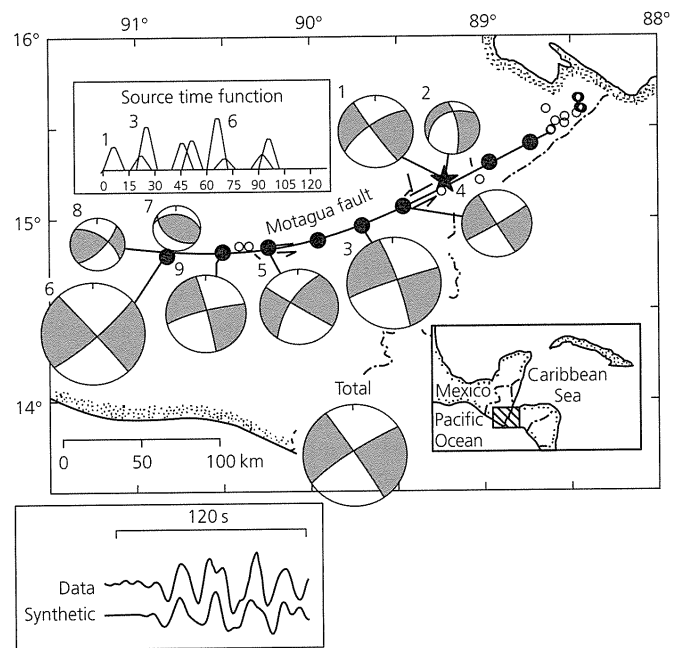 91° 90° 89° 88°
16°
15°
14°
Source time function
1 3 6
0 15 30 45 60 75 90 105 120
1 2
4
Motagua fault
8 7
9 5 3
6
Total
Mexico
Caribbean
Sea
Pacific
Ocean
0 50 100 km
120 s
Data
Synthetic